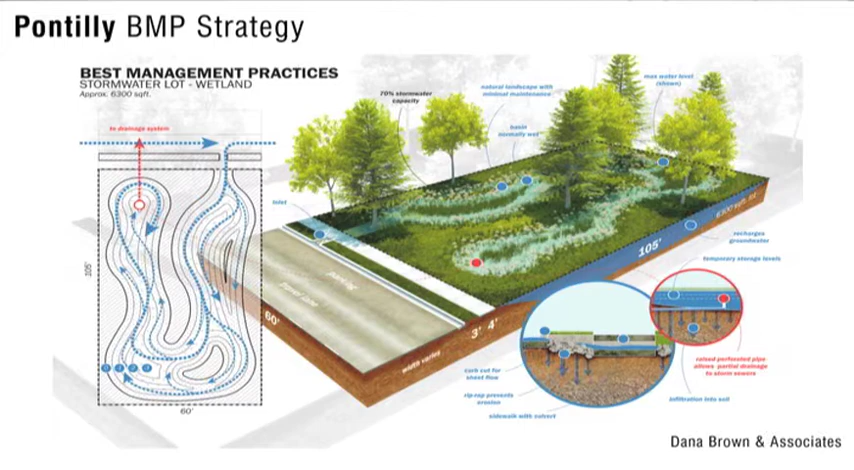 Pontilly BMP Strategy
BEST MANAGEMENT PRACTICES
STORMWATER LOT - WETLAND
Approx. 6300 sqft.
70% stormwater
capacity
natural landscape with
minimal maintenance
max water level
(shown)
to drainage system
basin
normally wet
inlet
6300 sqft. lot
recharges
groundwater
105'
105'
temporary storage levels
parking
travel lane
60'
3' 4'
width varies
curb cut for
sheet flow
raised perforated pipe
allows partial drainage
to storm sewers
rip-rap prevents
erosion
infiltration into soil
60'
sidewalk with culvert
Dana Brown & Associates